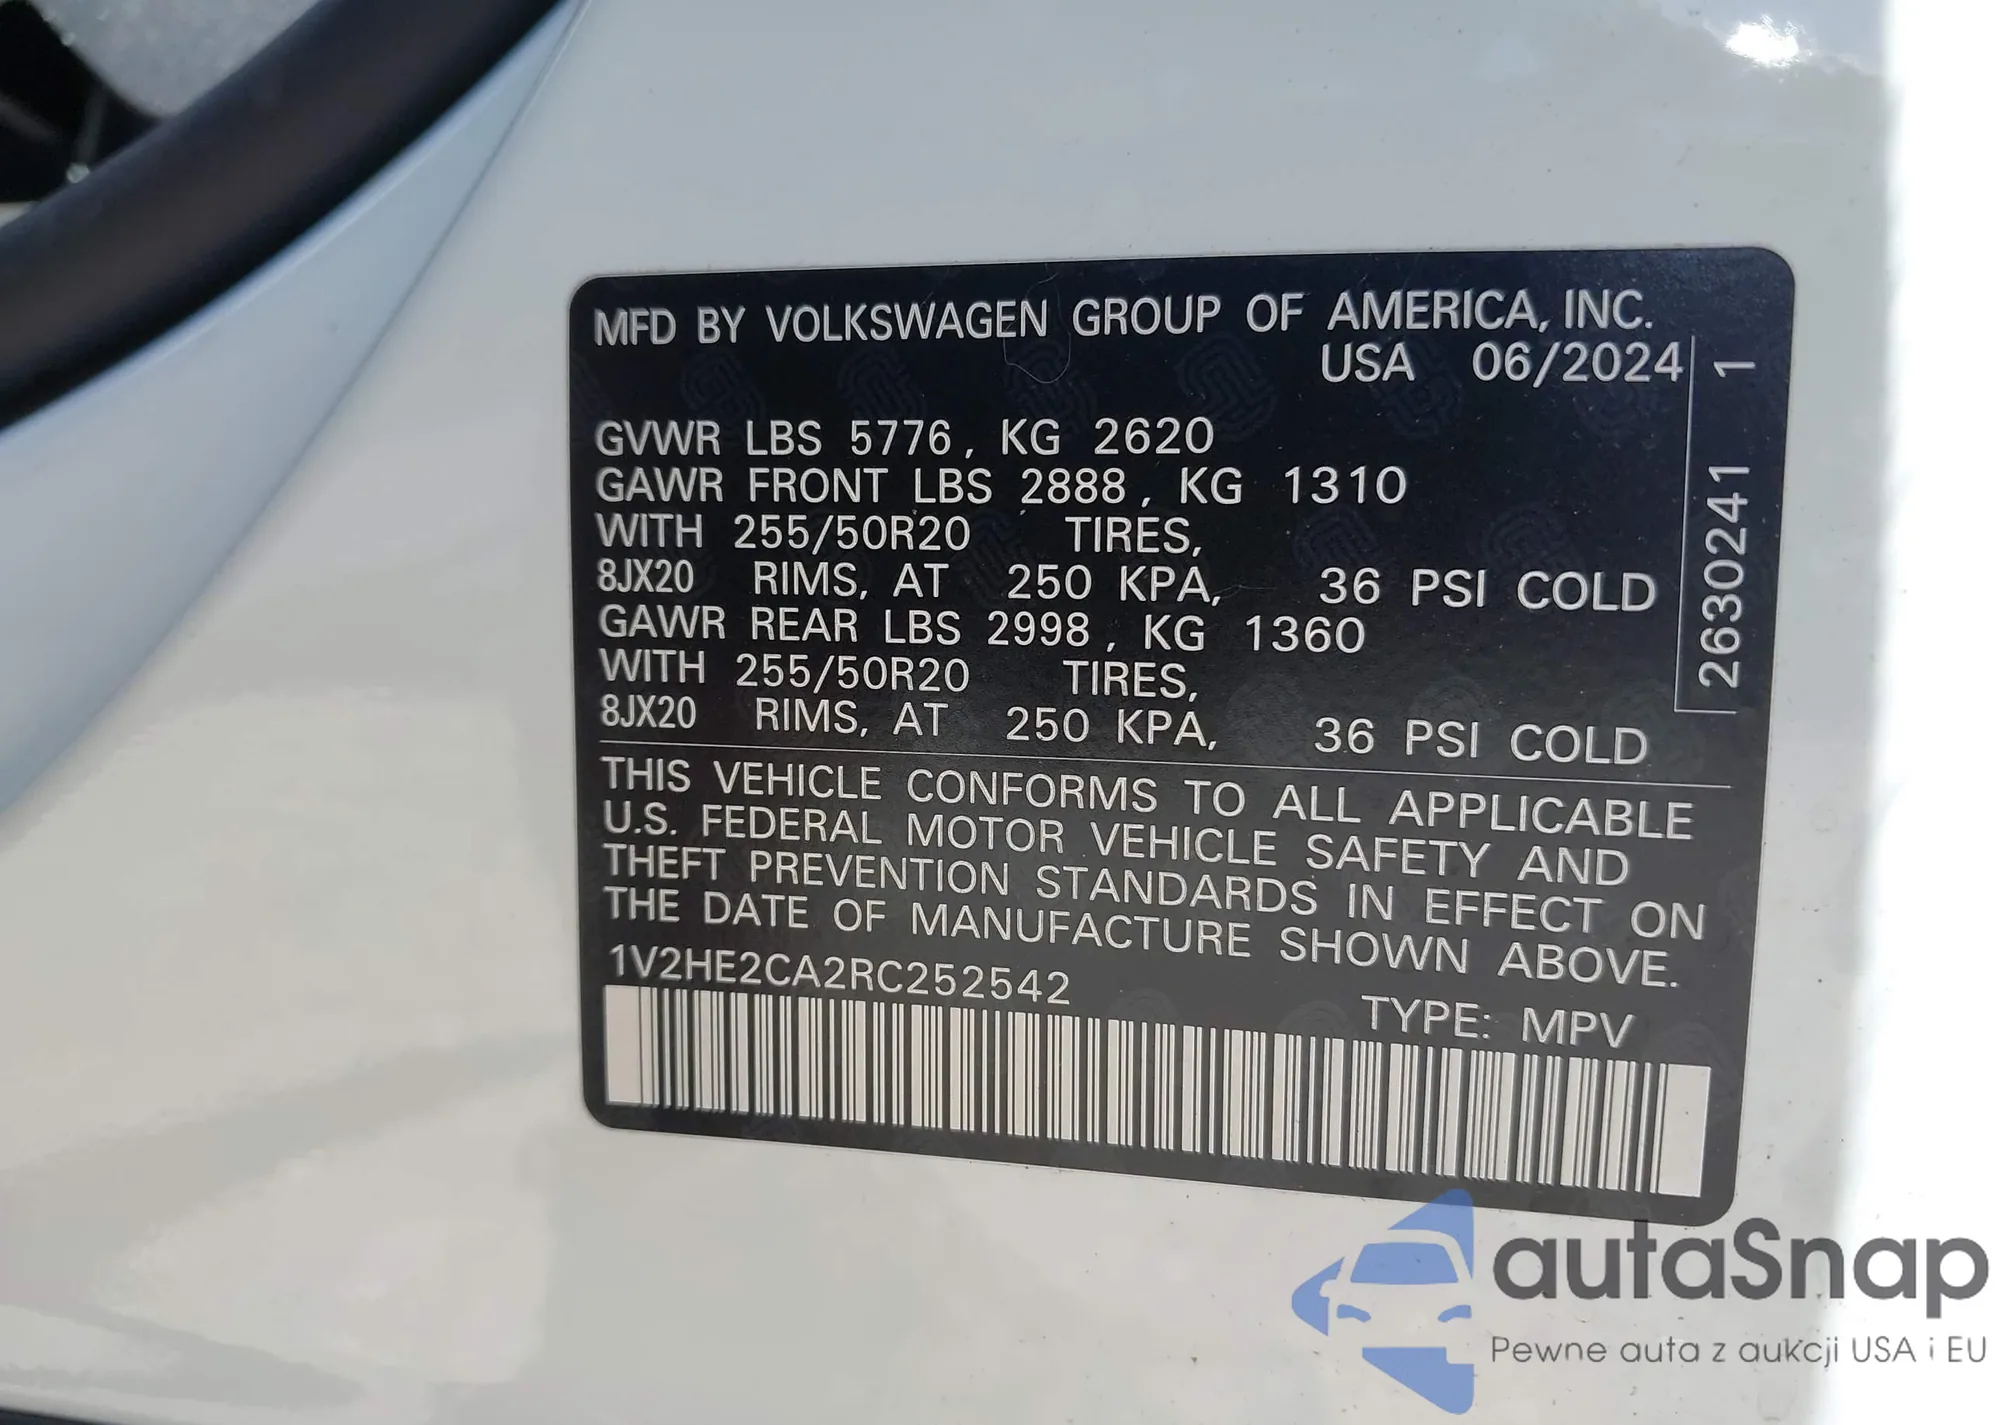 MFD BY VOLKSWAGEN GROUP OF AMERICA, INC.
USA 06/2024
GVWR LBS 5776, KG 2620
GAWR FRONT LBS 2888, KG 1310
WITH 255/50R20 TIRES,
8JX20 RIMS, AT 250 KPA, 36 PSI COLD
GAWR REAR LBS 2998, KG 1360
WITH 255/50R20 TIRES,
8JX20 RIMS, AT 250 KPA, 36 PSI COLD
THIS VEHICLE CONFORMS TO ALL APPLICABLE
U.S. FEDERAL MOTOR VEHICLE SAFETY AND
THEFT PREVENTION STANDARDS IN EFFECT ON
THE DATE OF MANUFACTURE SHOWN ABOVE.
1V2HE2CA2RC252542
TYPE: MPV
2630241 1
autaSnap
Pewne auta z aukcji USA i EU